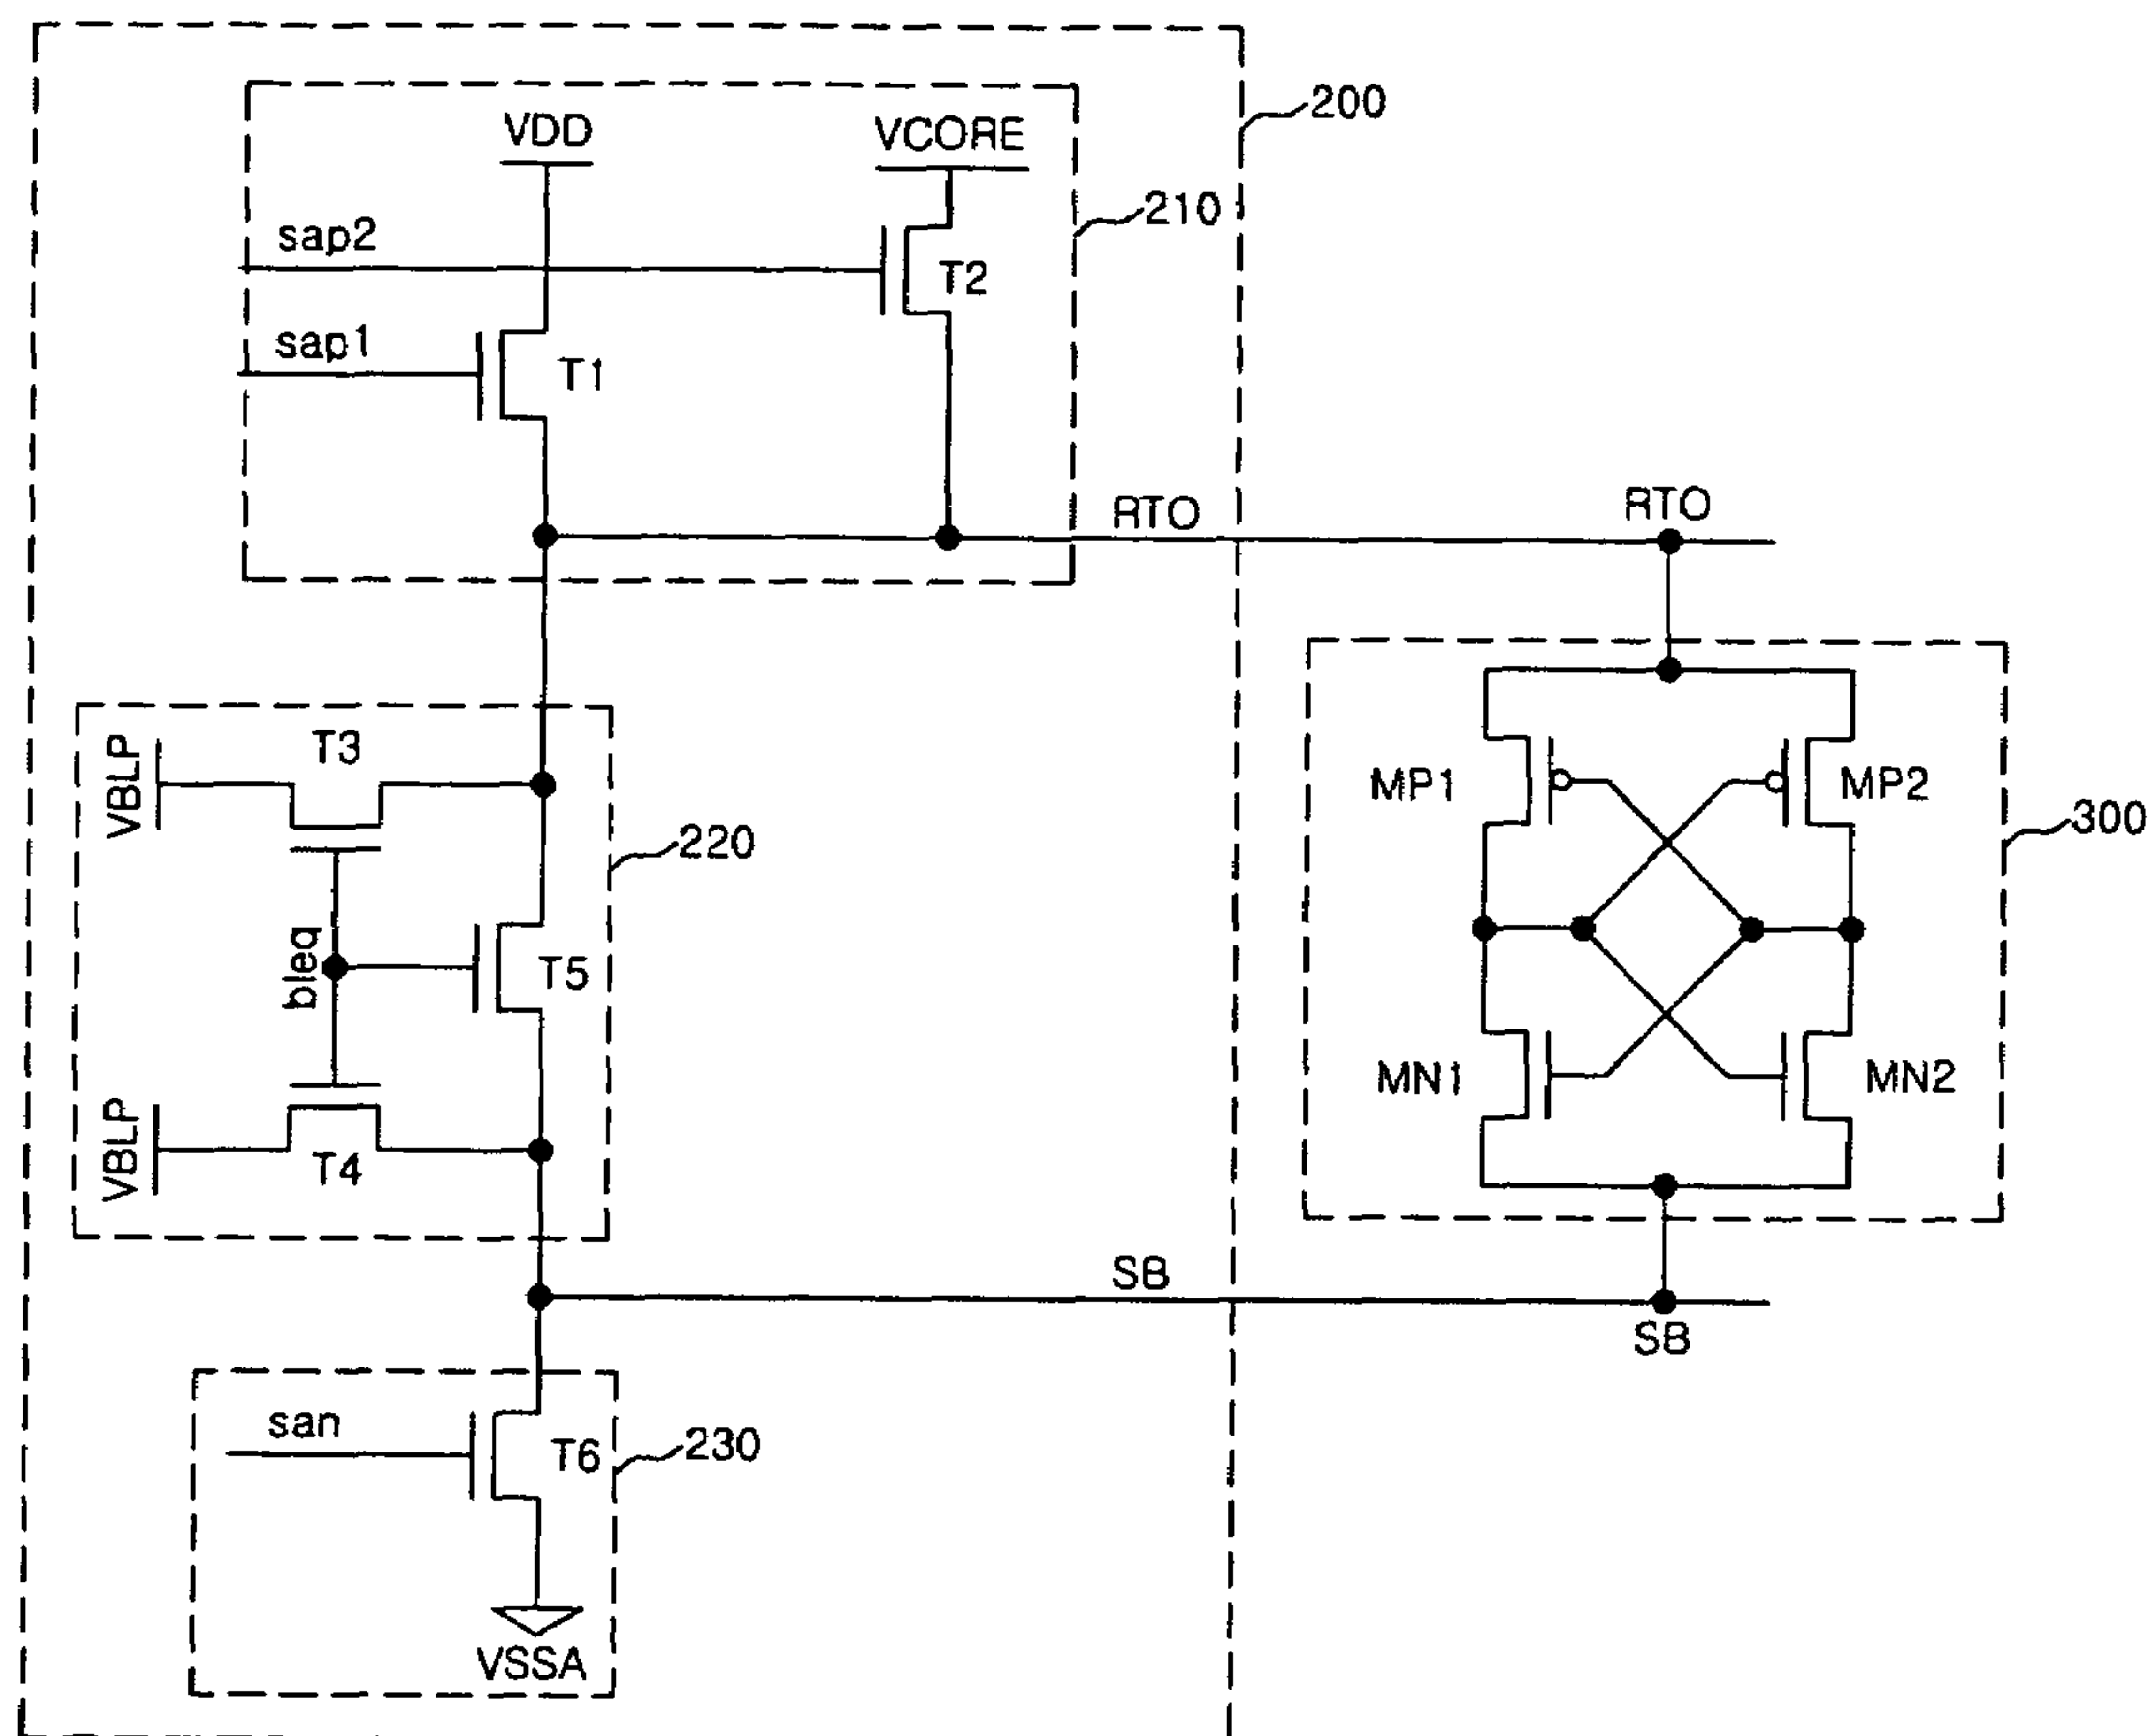 200
VDD
VCORE
210
sap2
T2
sap1
T1
RTO
RTO
T3
VBLP
MP1
MP2
300
220
bleq
T5
MN1
MN2
VBLP
T4
SB
SB
san
T6
230
VSSA